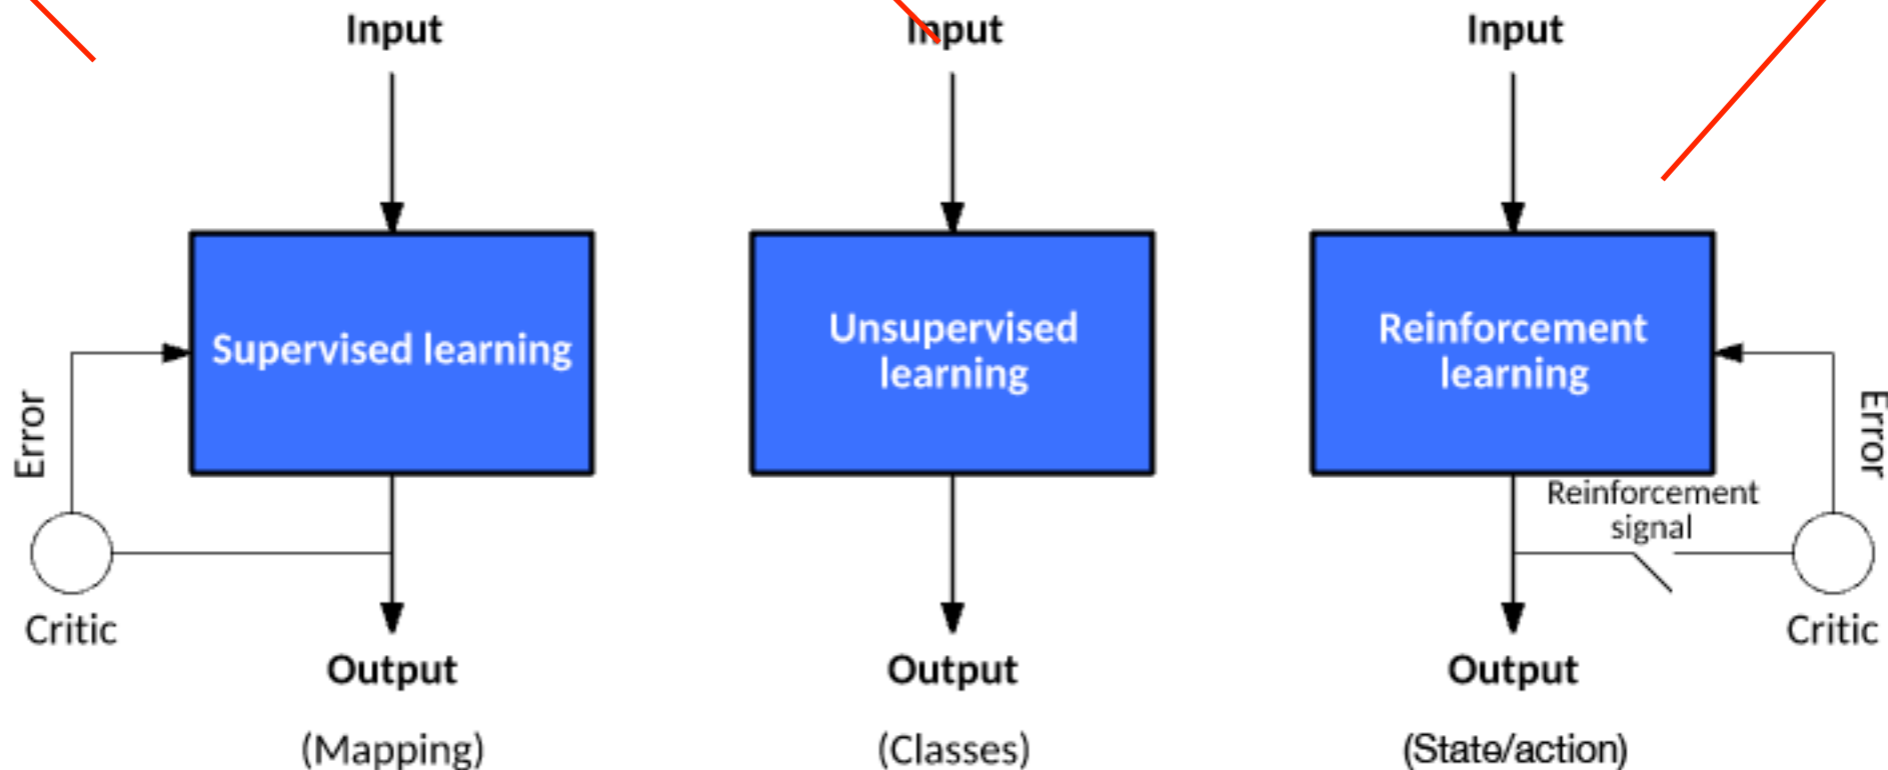 Input
Input
Input
Supervised learning
Unsupervised
learning
Reinforcement
learning
Error
Error
Reinforcement
signal
Critic
Critic
Output
Output
Output
(Mapping)
(Classes)
(State/action)